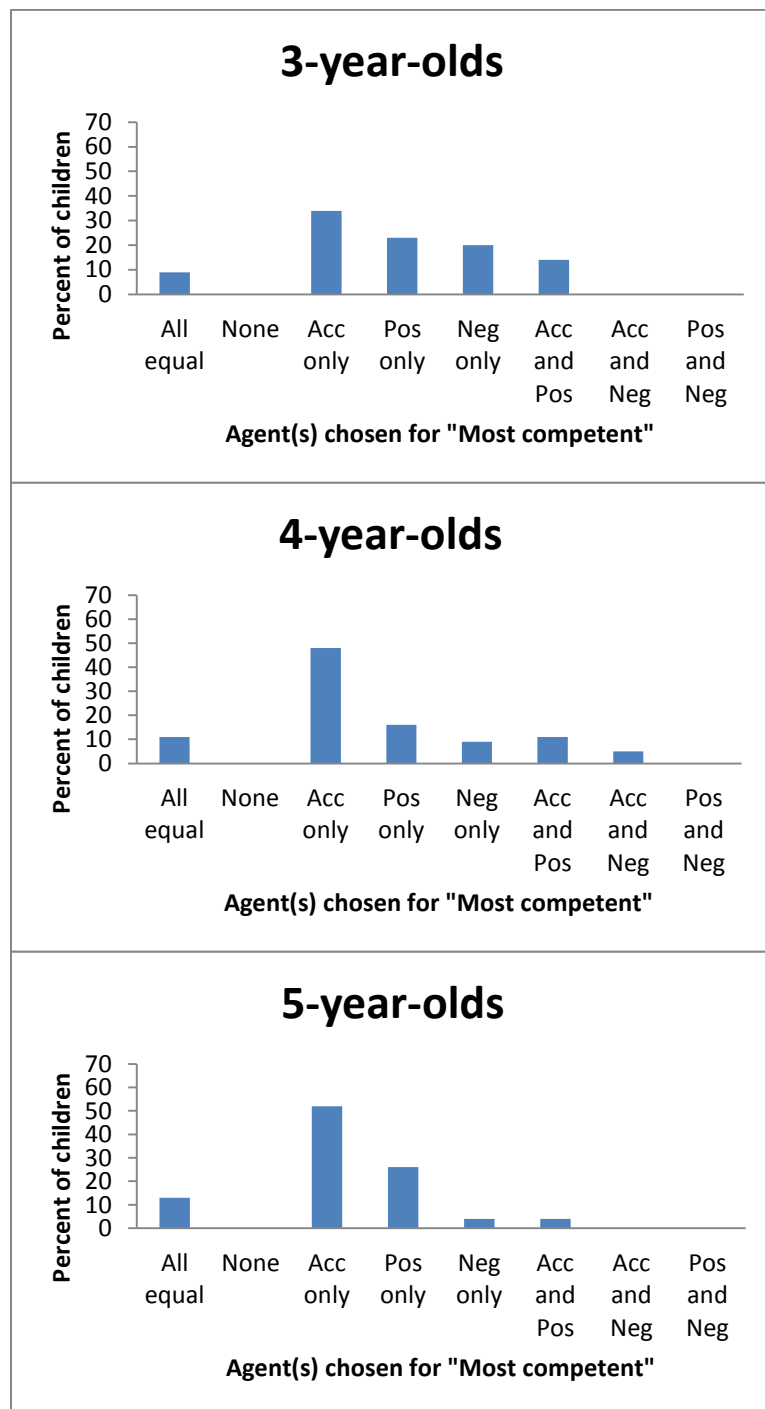 3-year-olds
Percent of children
70
60
50
40
30
20
10
0
All None Acc Pos Neg Acc Acc Pos
equal only only only and and and
Pos Neg Neg
Agent(s) chosen for "Most competent"
4-year-olds
Percent of children
70
60
50
40
30
20
10
0
All None Acc Pos Neg Acc Acc Pos
equal only only only and and and
Pos Neg Neg
Agent(s) chosen for "Most competent"
5-year-olds
Percent of children
70
60
50
40
30
20
10
0
All None Acc Pos Neg Acc Acc Pos
equal only only only and and and
Pos Neg Neg
Agent(s) chosen for "Most competent"